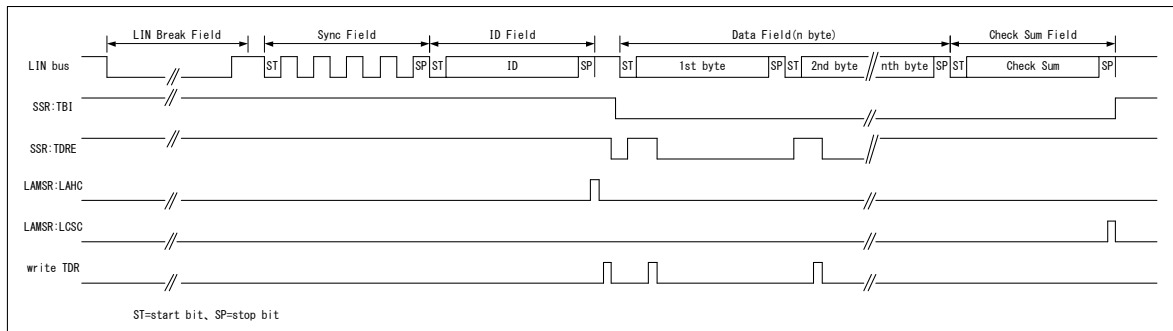 LIN Break Field Sync Field ID Field Data Field(n byte) Check Sum Field
LIN bus ST SP ST ID SP ST 1st byte SP ST 2nd byte nth byte SP ST Check Sum SP
SSR:TBI
SSR:TDRE
LAMSR:LAHC
LAMSR:LCSC
write TDR
ST=start bit、SP=stop bit